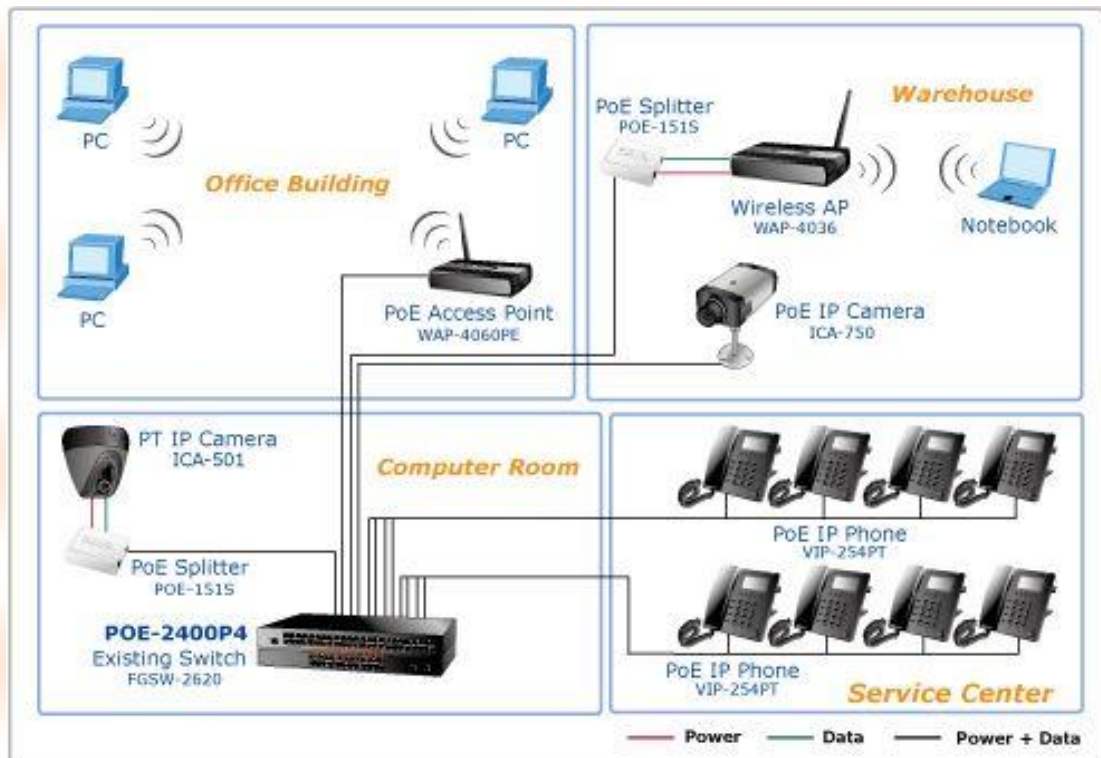 PC
PC
Office Building
PC
PoE Access Point
WAP-4060PE
PoE Splitter
POE-151S
Warehouse
Wireless AP
WAP-4036
Notebook
PoE IP Camera
ICA-750
PT IP Camera
ICA-501
Computer Room
PoE Splitter
POE-151S
POE-2400P4
Existing Switch
FGSW-2620
PoE IP Phone
VIP-254PT
PoE IP Phone
VIP-254PT
Service Center
Power
Data
Power + Data